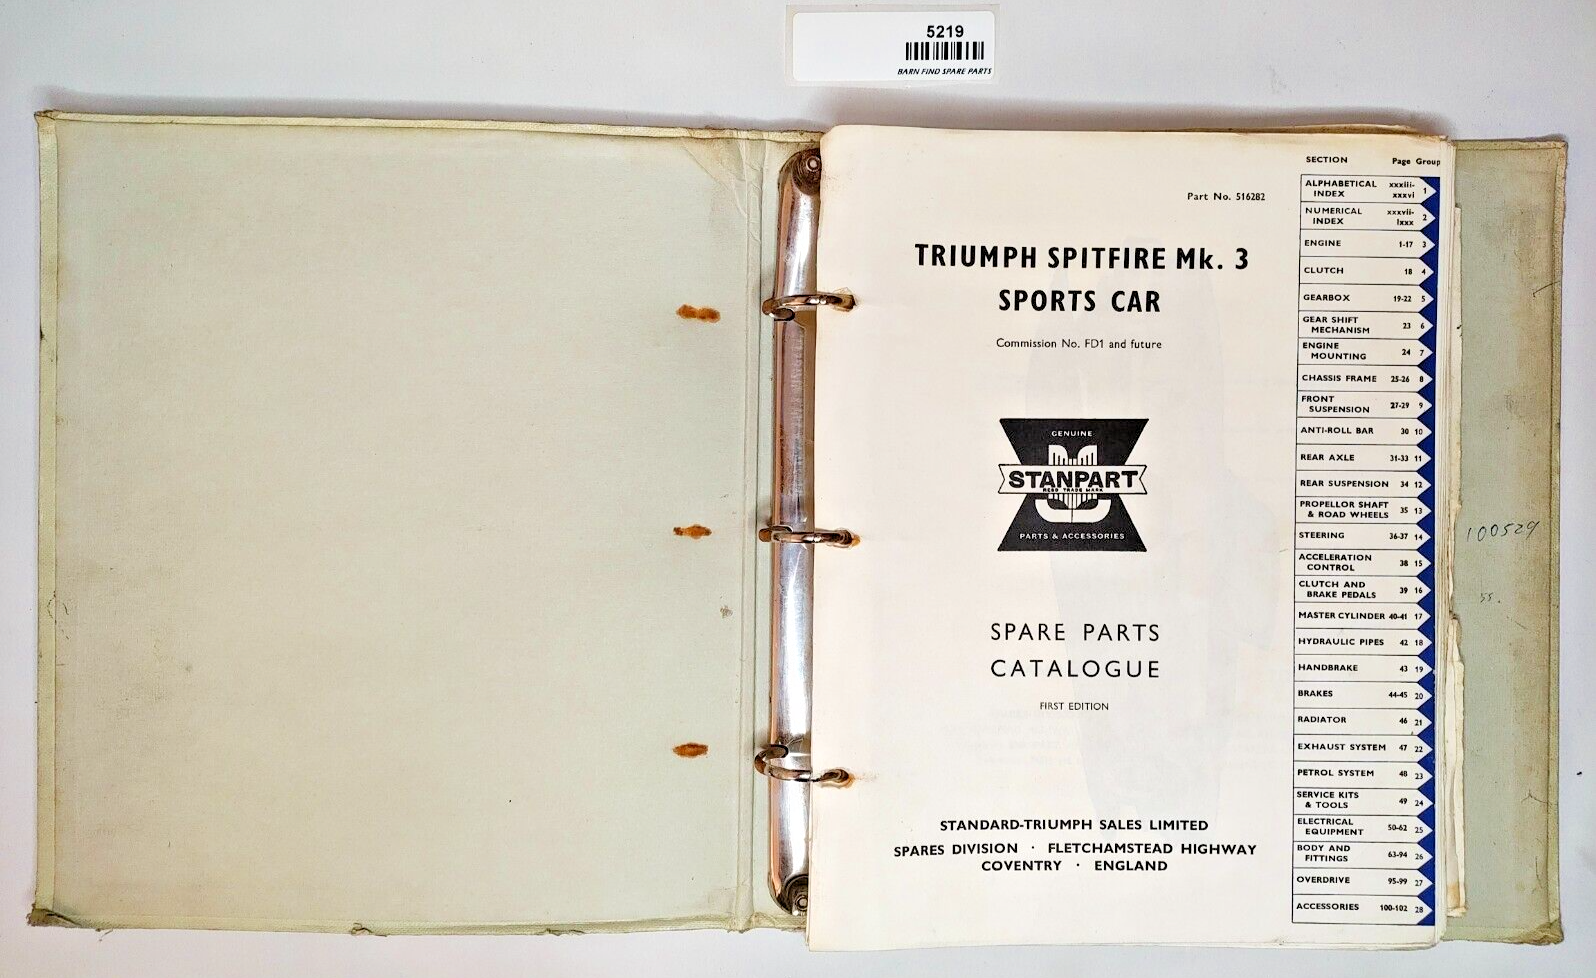 5219
BARN FIND SPARE PARTS
Part No. 516282
TRIUMPH SPITFIRE Mk. 3
SPORTS CAR
Commission No. FD1 and future
GENUINE
STANPART
REGD TRADE MARK
PARTS & ACCESSORIES
SPARE PARTS
CATALOGUE
FIRST EDITION
STANDARD-TRIUMPH SALES LIMITED
SPARES DIVISION · FLETCHAMSTEAD HIGHWAY
COVENTRY · ENGLAND
SECTION Page Group
ALPHABETICAL xxxiii-
INDEX xxxvi 1
NUMERICAL xxxvii-
INDEX lxxx 2
ENGINE 1-17 3
CLUTCH 18 4
GEARBOX 19-22 5
GEAR SHIFT
MECHANISM 23 6
ENGINE
MOUNTING 24 7
CHASSIS FRAME 25-26 8
FRONT
SUSPENSION 27-29 9
ANTI-ROLL BAR 30 10
REAR AXLE 31-33 11
REAR SUSPENSION 34 12
PROPELLOR SHAFT
& ROAD WHEELS 35 13
STEERING 36-37 14
ACCELERATION
CONTROL 38 15
CLUTCH AND
BRAKE PEDALS 39 16
MASTER CYLINDER 40-41 17
HYDRAULIC PIPES 42 18
HANDBRAKE 43 19
BRAKES 44-45 20
RADIATOR 46 21
EXHAUST SYSTEM 47 22
PETROL SYSTEM 48 23
SERVICE KITS
& TOOLS 49 24
ELECTRICAL
EQUIPMENT 50-62 25
BODY AND
FITTINGS 63-94 26
OVERDRIVE 95-99 27
ACCESSORIES 100-102 28
100529
55.